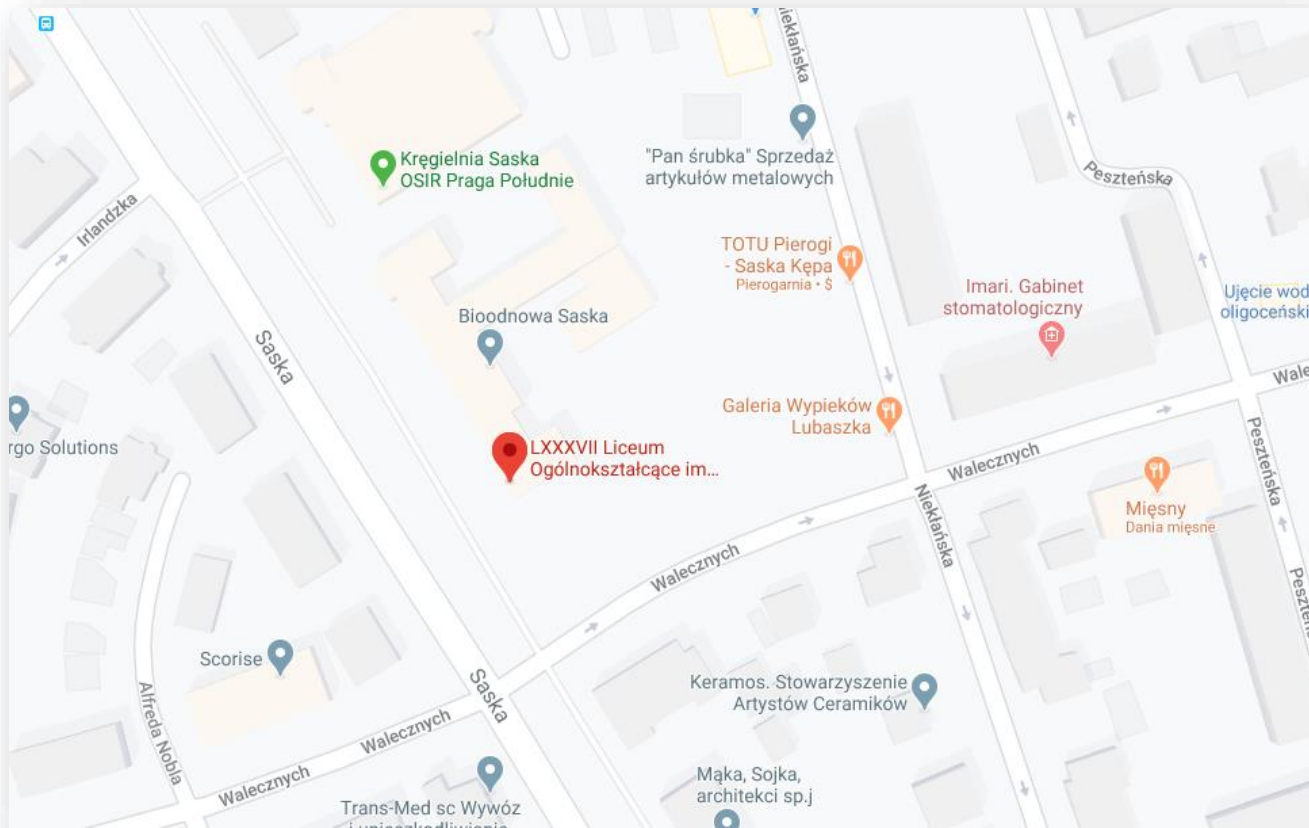 Niekłańska
Kręgielnia Saska
OSIR Praga Południe
"Pan śrubka" Sprzedaż
artykułów metalowych
Peszteńska
Irlandzka
TOTU Pierogi
- Saska Kępa
Pierogarnia • $
Imari. Gabinet
stomatologiczny
Ujęcie wod
oligoceński
Bioodnowa Saska
Saska
Wale
Galeria Wypieków
Lubaszka
rgo Solutions
LXXXVII Liceum
Ogólnokształcące im...
Walecznych
Peszteńska
Mięsny
Dania mięsne
Niekłańska
Walecznych
Peszteń
Scorise
Saska
Keramos. Stowarzyszenie
Artystów Ceramików
Alfreda Nobla
Walecznych
Walecznych
Mąka, Sojka,
architekci sp.j
Trans-Med sc Wywóz
i unieszkodliwienie